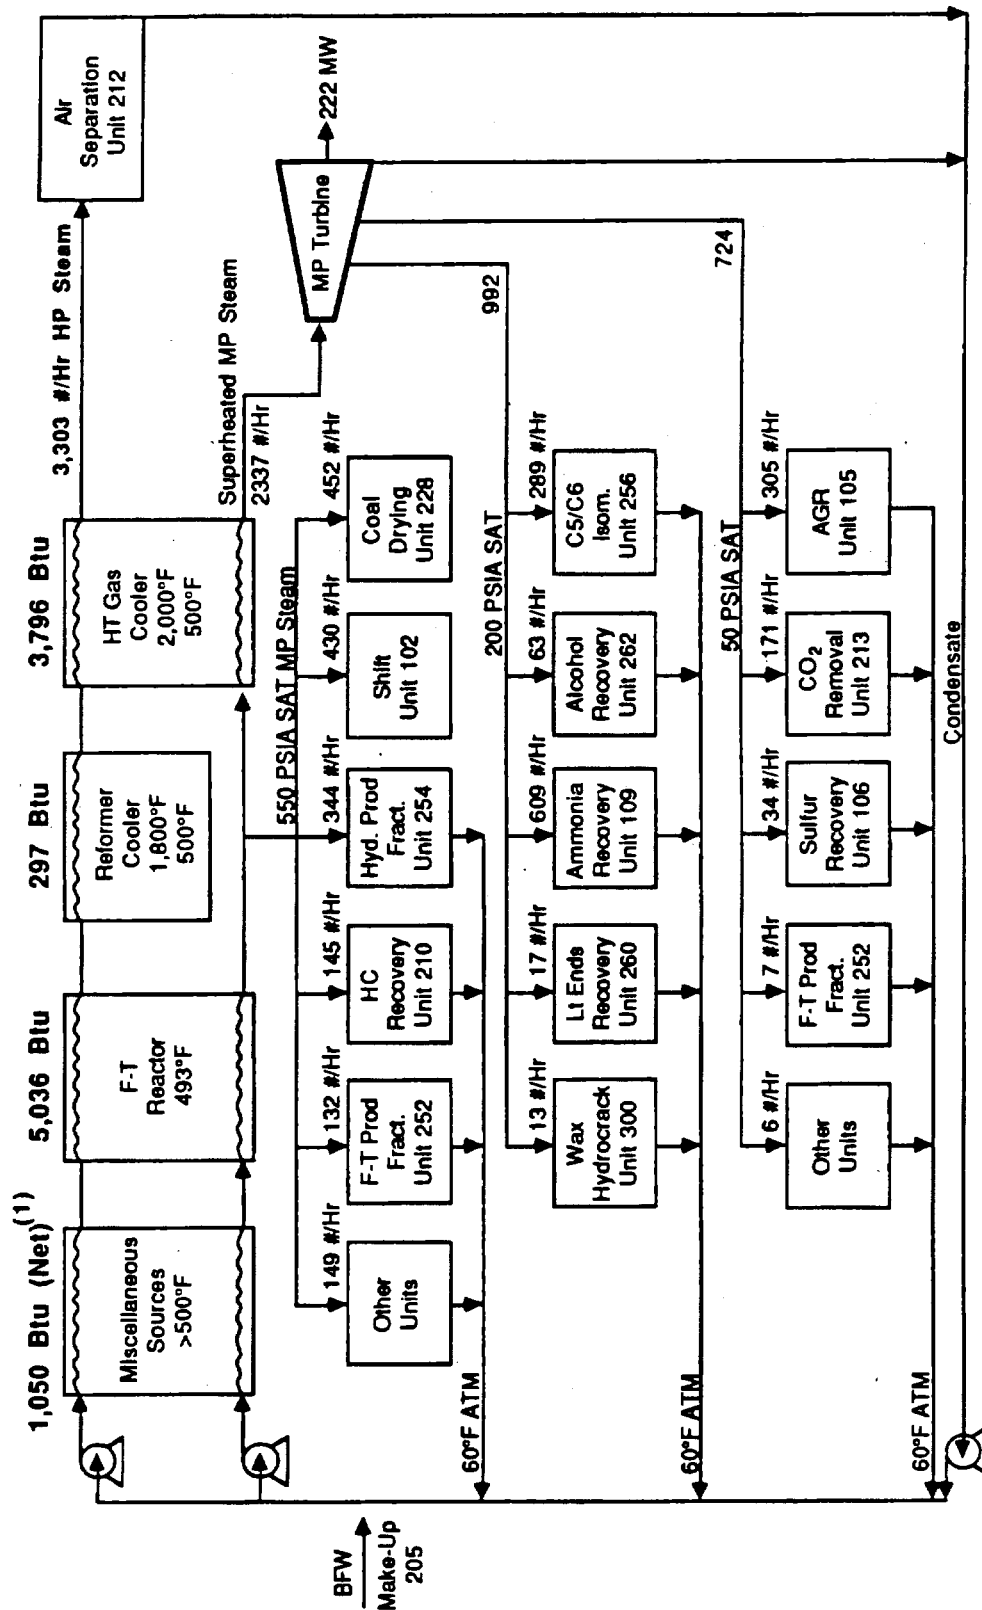 1,050 Btu (Net)(1)
5,036 Btu
297 Btu
3,796 Btu
3,303 #/Hr HP Steam
Air
Separation
Unit 212
Miscellaneous
Sources
>500°F
F-T
Reactor
493°F
Reformer
Cooler
1,800°F
500°F
HT Gas
Cooler
2,000°F
500°F
Superheated MP Steam
2337 #/Hr
MP Turbine
222 MW
550 PSIA SAT MP Steam
149 #/Hr
132 #/Hr
145 #/Hr
344 #/Hr
430 #/Hr
452 #/Hr
Other
Units
F-T Prod
Fract.
Unit 252
HC
Recovery
Unit 210
Hyd. Prod
Fract.
Unit 254
Shift
Unit 102
Coal
Drying
Unit 228
60°F ATM
BFW
Make-Up
205
992
200 PSIA SAT
13 #/Hr
17 #/Hr
609 #/Hr
63 #/Hr
289 #/Hr
Wax
Hydrocrack
Unit 300
Lt Ends
Recovery
Unit 260
Ammonia
Recovery
Unit 109
Alcohol
Recovery
Unit 262
C5/C6
Isom.
Unit 256
60°F ATM
724
50 PSIA SAT
6 #/Hr
7 #/Hr
34 #/Hr
171 #/Hr
305 #/Hr
Other
Units
F-T Prod
Fract.
Unit 252
Sulfur
Recovery
Unit 106
CO2
Removal
Unit 213
AGR
Unit 105
60°F ATM
Condensate